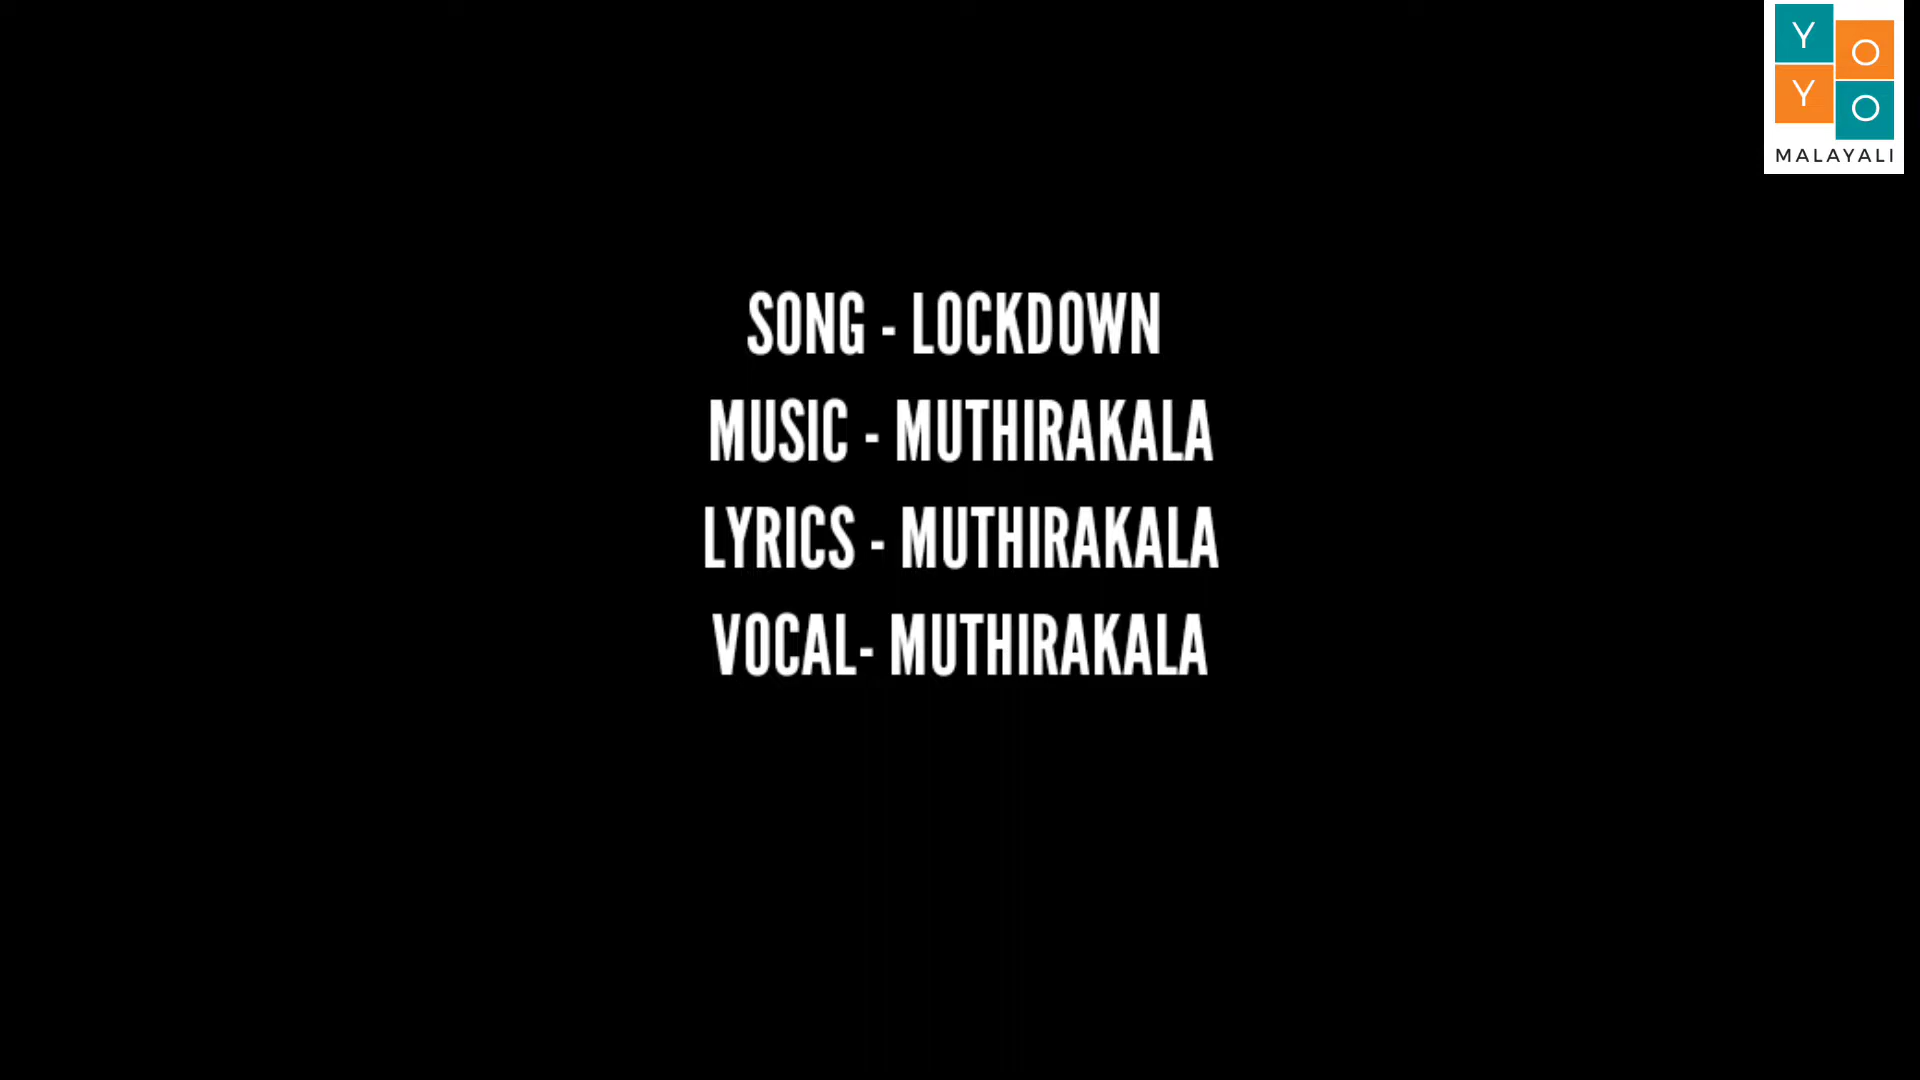 Y O
Y O
MALAYALI
SONG - LOCKDOWN
MUSIC - MUTHIRAKALA
LYRICS - MUTHIRAKALA
VOCAL- MUTHIRAKALA